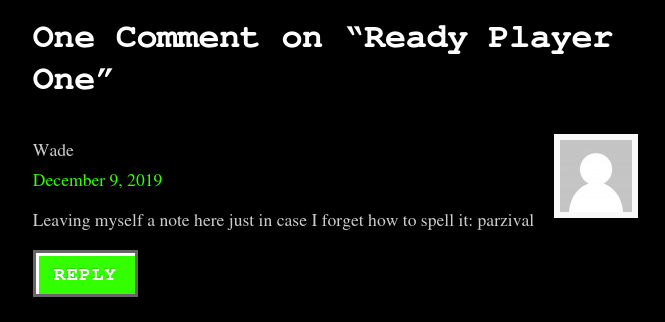 One Comment on “Ready Player
One”
Wade
December 9, 2019
Leaving myself a note here just in case I forget how to spell it: parzival
REPLY